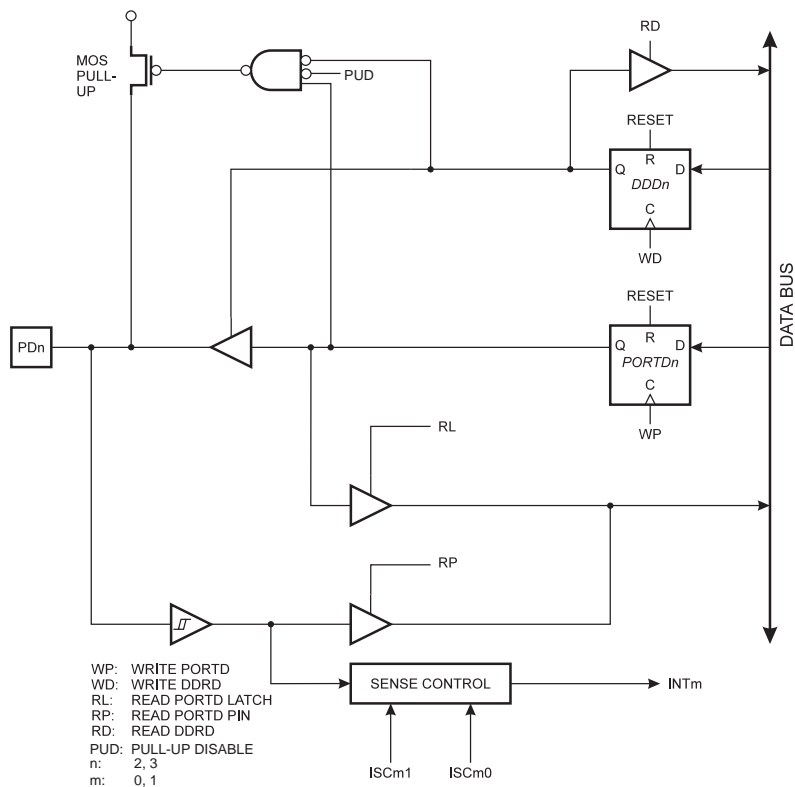 RD
MOS
PULL-
UP
PUD
RESET
R
Q
D
DDDn
C
WD
DATA BUS
RESET
R
Q
D
PDn
PORTDn
C
WP
RL
RP
WP: WRITE PORTD
WD: WRITE DDRD
RL: READ PORTD LATCH
RP: READ PORTD PIN
RD: READ DDRD
PUD: PULL-UP DISABLE
n: 2, 3
m: 0, 1
SENSE CONTROL
INTm
ISCm1
ISCm0